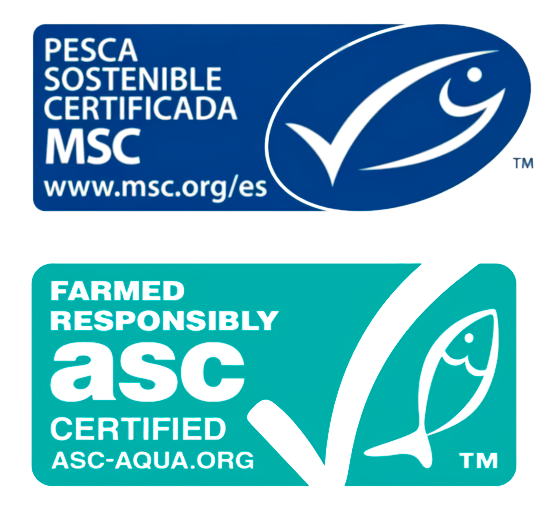 PESCA
SOSTENIBLE
CERTIFICADA
MSC
www.msc.org/es
TM
FARMED
RESPONSIBLY
asc
CERTIFIED
ASC-AQUA.ORG
TM